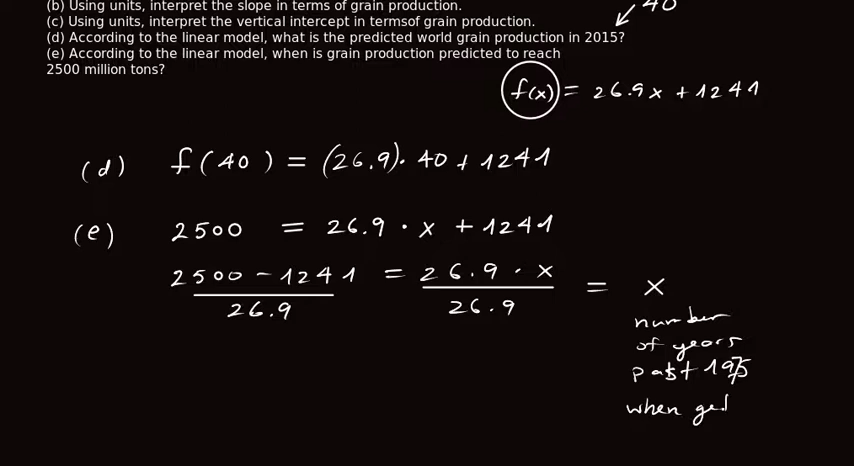 (b) Using units, interpret the slope in terms of grain production.
(c) Using units, interpret the vertical intercept in termsof grain production.
40
(d) According to the linear model, what is the predicted world grain production in 2015?
(e) According to the linear model, when is grain production predicted to reach
2500 million tons?
f(x) = 26.9x + 1241
(d) f(40) = (26.9)·40 + 1241
(e) 2500 = 26.9·x + 1241
2500 - 1241 = 26.9·x = x
26.9 26.9
number
of years
past 1975
when get